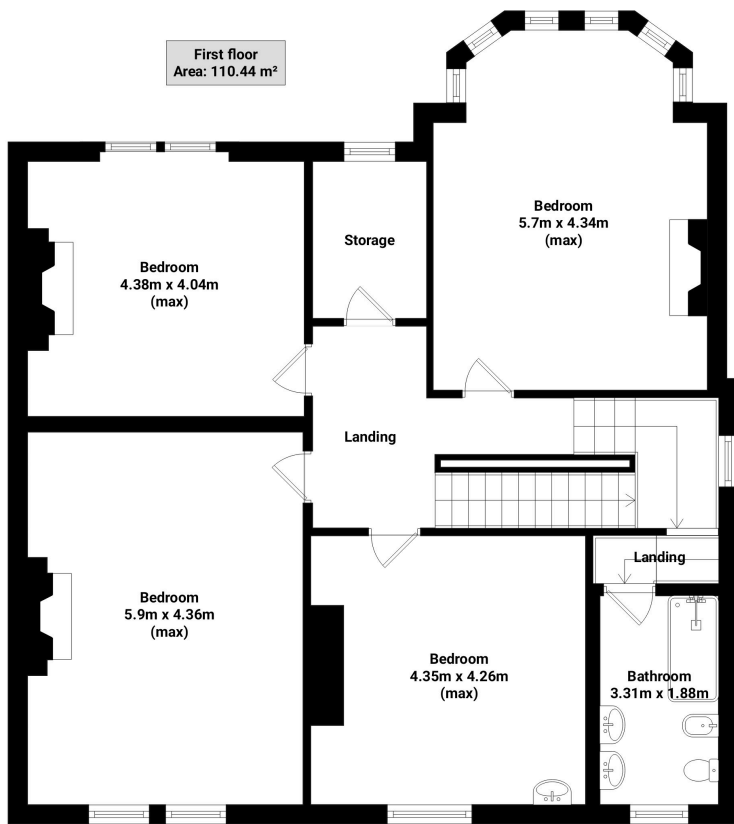 First floor
Area: 110.44 m²
Bedroom
5.7m x 4.34m
(max)
Storage
Bedroom
4.38m x 4.04m
(max)
Landing
Landing
Bedroom
5.9m x 4.36m
(max)
Bedroom
4.35m x 4.26m
(max)
Bathroom
3.31m x 1.88m